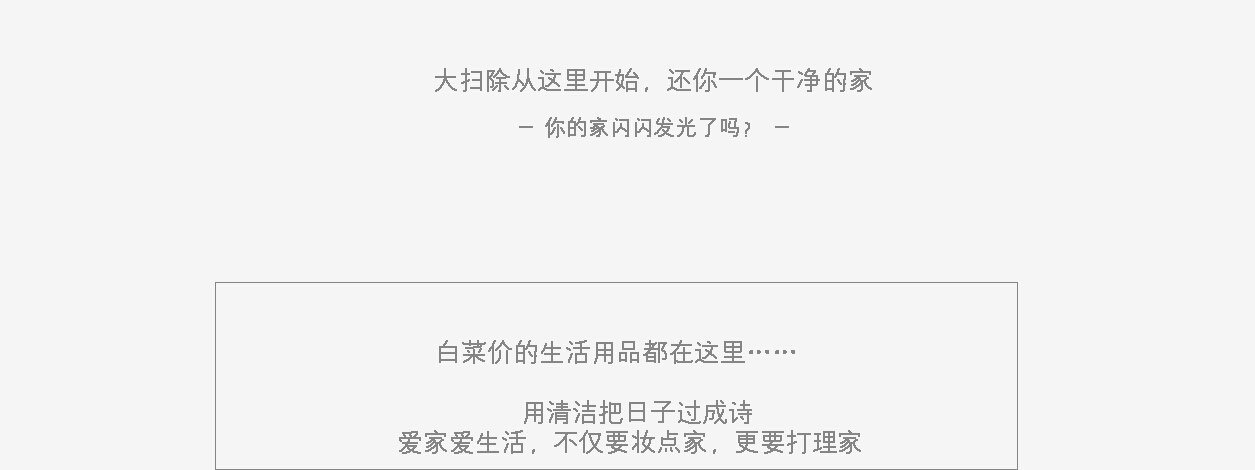 大扫除从这里开始，还你一个干净的家
— 你的家闪闪发光了吗？ —
白菜价的生活用品都在这里……
用清洁把日子过成诗
爱家爱生活，不仅要妆点家，更要打理家